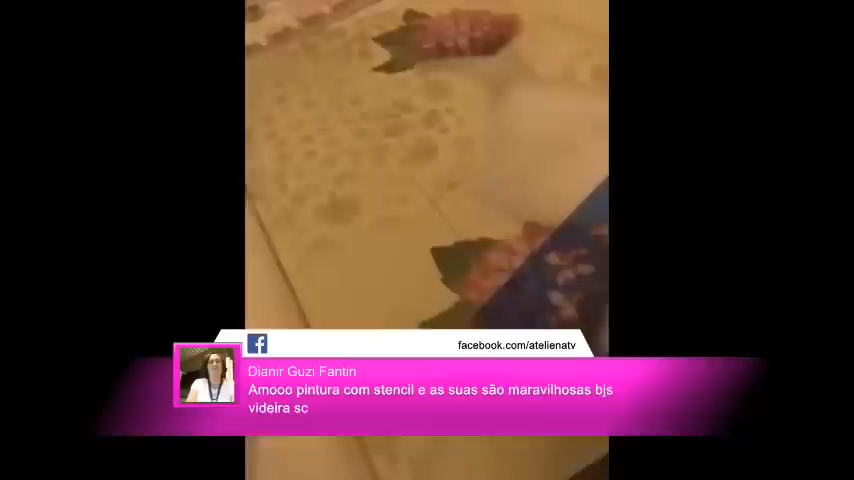 facebook.com/atelienatv
Dianir Guzi Fantin
Amooo pintura com stencil e as suas são maravilhosas bjs
videira sc